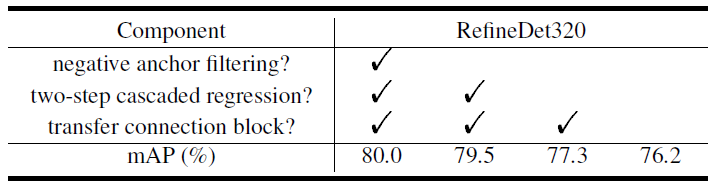 Component RefineDet320
negative anchor filtering? ✓
two-step cascaded regression? ✓ ✓
transfer connection block? ✓ ✓ ✓
mAP (%) 80.0 79.5 77.3 76.2